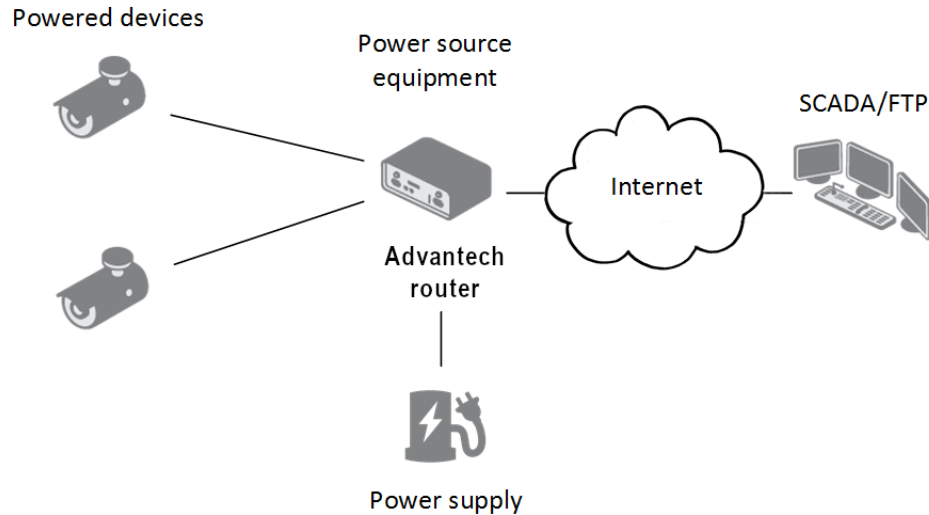 Powered devices
Power source
equipment
SCADA/FTP
Internet
Advantech
router
Power supply